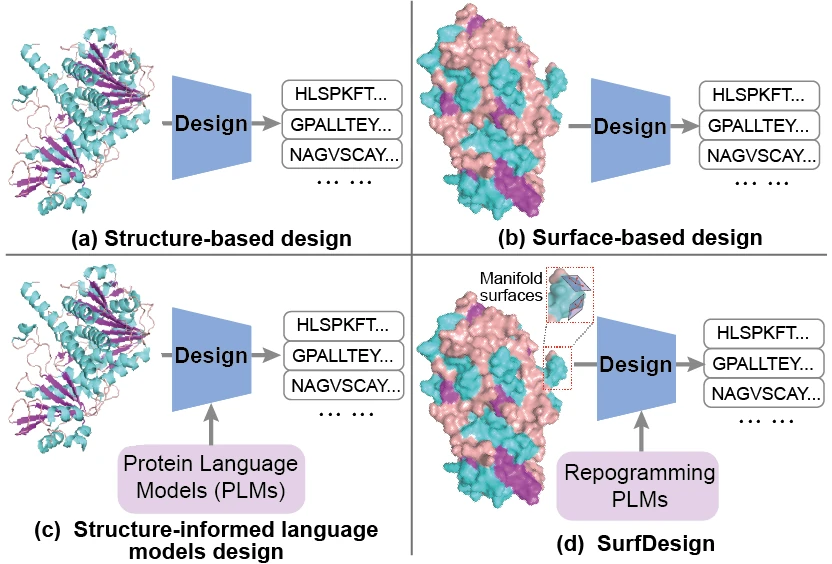 Design
HLSPKFT...
GPALLTEY...
NAGVSCAY...
... ...
(a) Structure-based design
Design
HLSPKFT...
GPALLTEY...
NAGVSCAY...
... ...
(b) Surface-based design
Design
HLSPKFT...
GPALLTEY...
NAGVSCAY...
... ...
Protein Language
Models (PLMs)
(c) Structure-informed language
models design
Manifold
surfaces
Design
HLSPKFT...
GPALLTEY...
NAGVSCAY...
... ...
Repogramming
PLMs
(d) SurfDesign